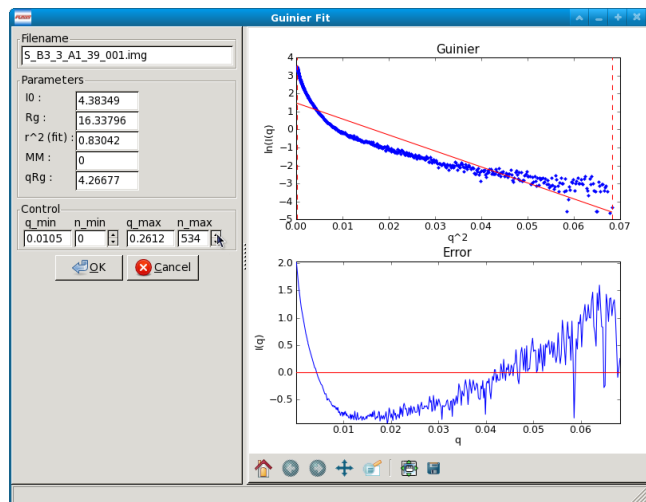 Guinier Fit
Filename
S_B3_3_A1_39_001.img
Parameters
I0 : 4.38349
Rg : 16.33796
r^2 (fit) : 0.83042
MM : 0
qRg : 4.26677
Control
q_min n_min q_max n_max
0.0105 0 0.2612 534
OK Cancel
Guinier
ln(I(q)
4
3
2
1
0
-1
-2
-3
-4
-5
0.00 0.01 0.02 0.03 0.04 0.05 0.06 0.07
q^2
Error
I(q)
2.0
1.5
1.0
0.5
0.0
-0.5
0.01 0.02 0.03 0.04 0.05 0.06
q